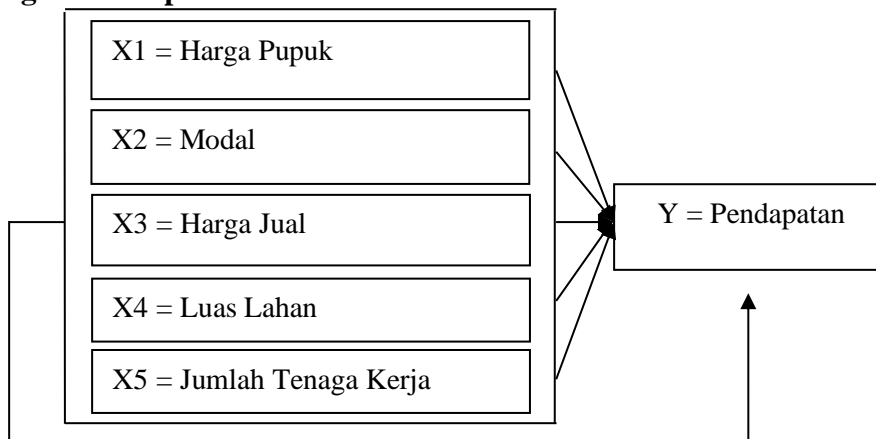 X1 = Harga Pupuk
X2 = Modal
X3 = Harga Jual
X4 = Luas Lahan
X5 = Jumlah Tenaga Kerja
Y = Pendapatan